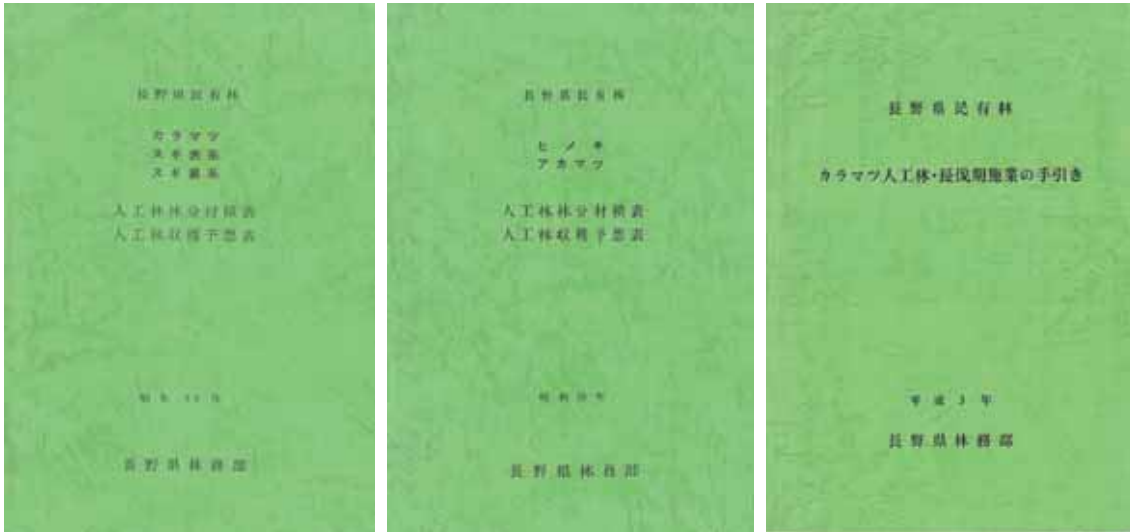 長野県民有林
カラマツ
スギ表系
スギ裏系
人工林林分材積表
人工林収穫予想表
長野県林務部
長野県民有林
ヒノキ
アカマツ
人工林林分材積表
人工林収穫予想表
長野県林務部
長野県民有林
カラマツ人工林・長伐期施業の手引き
平成3年
長野県林務部